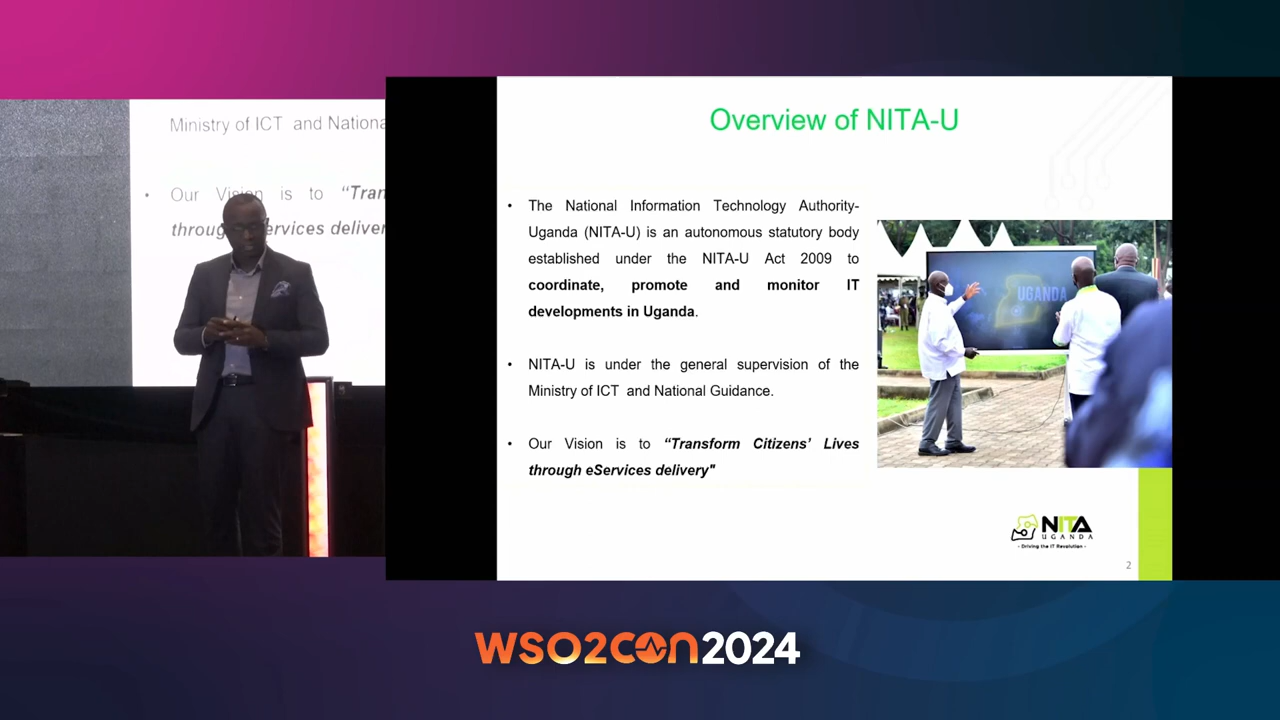 Ministry of ICT and Nationa
• Our Vision is to “Tran
throug ervices deliver
Overview of NITA-U
• The National Information Technology Authority-
Uganda (NITA-U) is an autonomous statutory body
established under the NITA-U Act 2009 to
coordinate, promote and monitor IT
developments in Uganda.
• NITA-U is under the general supervision of the
Ministry of ICT and National Guidance.
• Our Vision is to “Transform Citizens’ Lives
through eServices delivery"
UGANDA
NITA
UGANDA
- Driving the IT Revolution -
2
WSO2CON2024